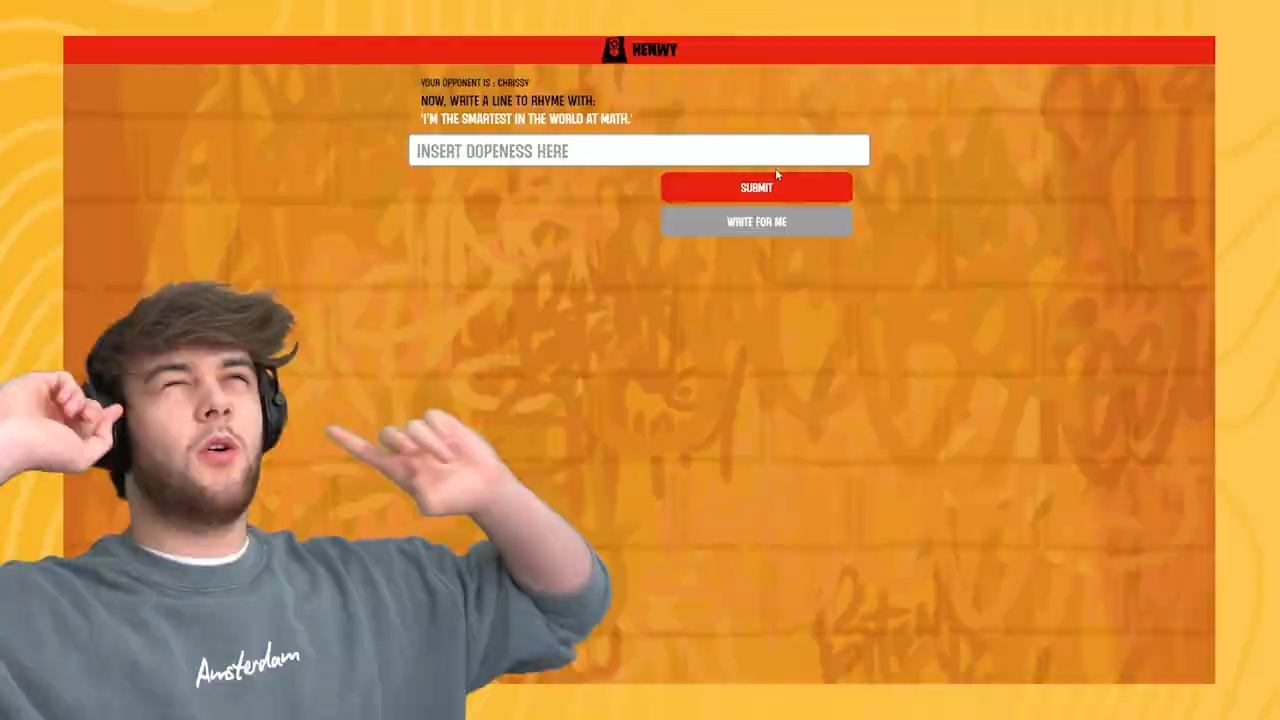 HENWY
YOUR OPPONENT IS : CHRISSY
NOW, WRITE A LINE TO RHYME WITH:
'I'M THE SMARTEST IN THE WORLD AT MATH.'
INSERT DOPENESS HERE
SUBMIT
WRITE FOR ME
Amsterdam